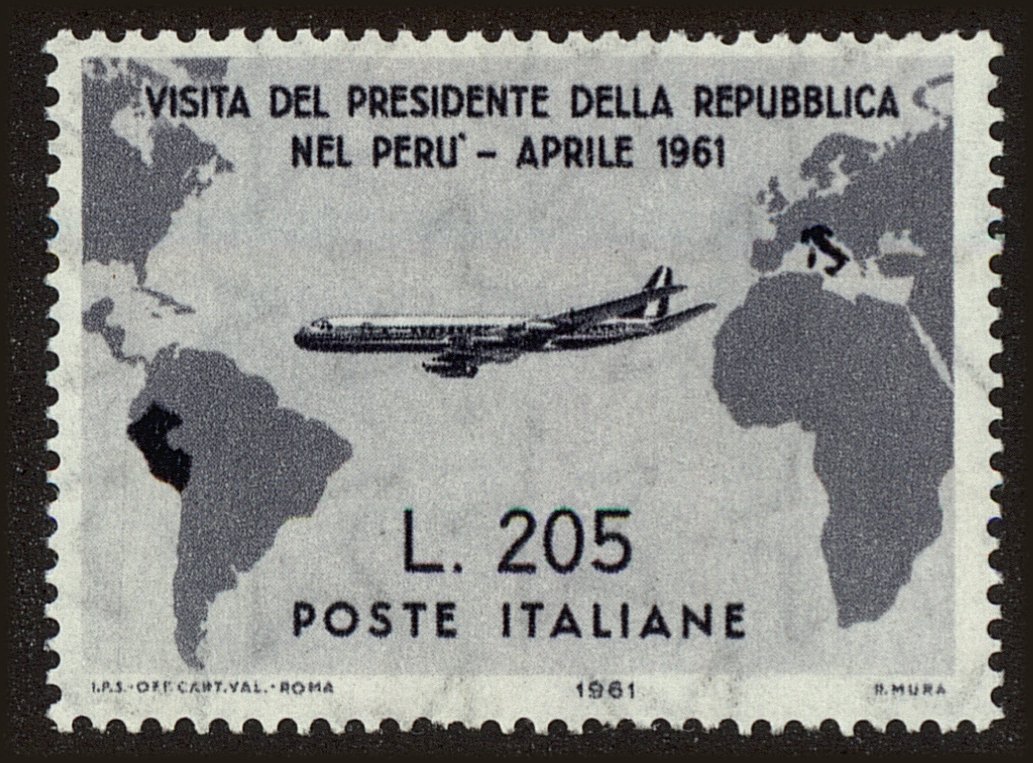 VISITA DEL PRESIDENTE DELLA REPUBBLICA
NEL PERU' - APRILE 1961
L. 205
POSTE ITALIANE
I.P.S.-OFF. CART. VAL.-ROMA 1961 R. MURA